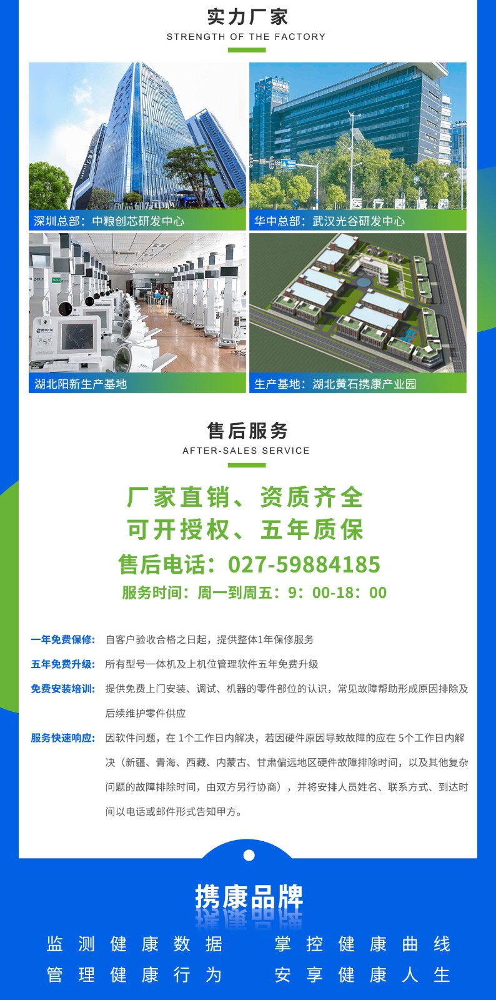 实力厂家
STRENGTH OF THE FACTORY
创芯研发中心
医疗器械园
深圳总部：中粮创芯研发中心
华中总部：武汉光谷研发中心
湖北阳新生产基地
生产基地：湖北黄石携康产业园
售后服务
AFTER-SALES SERVICE
厂家直销、资质齐全
可开授权、五年质保
售后电话：027-59884185
服务时间：周一到周五：9：00-18：00
一年免费保修: 自客户验收合格之日起，提供整体1年保修服务
五年免费升级: 所有型号一体机及上机位管理软件五年免费升级
免费安装培训: 提供免费上门安装、调试、机器的零件部位的认识，常见故障帮助形成原因排除及
后续维护零件供应
服务快速响应: 因软件问题，在 1个工作日内解决，若因硬件原因导致故障的应在 5个工作日内解
决（新疆、青海、西藏、内蒙古、甘肃偏远地区硬件故障排除时间，以及其他复杂
问题的故障排除时间，由双方另行协商），并将安排人员姓名、联系方式、到达时
间以电话或邮件形式告知甲方。
携康品牌
监测健康数据 掌控健康曲线
管理健康行为 安享健康人生